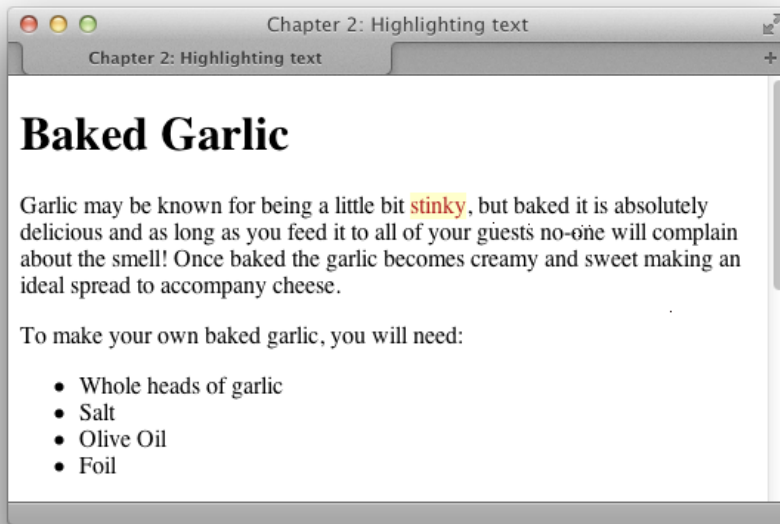 Chapter 2: Highlighting text
Chapter 2: Highlighting text
Baked Garlic
Garlic may be known for being a little bit stinky, but baked it is absolutely
delicious and as long as you feed it to all of your guests no-one will complain
about the smell! Once baked the garlic becomes creamy and sweet making an
ideal spread to accompany cheese.
To make your own baked garlic, you will need:
• Whole heads of garlic
• Salt
• Olive Oil
• Foil